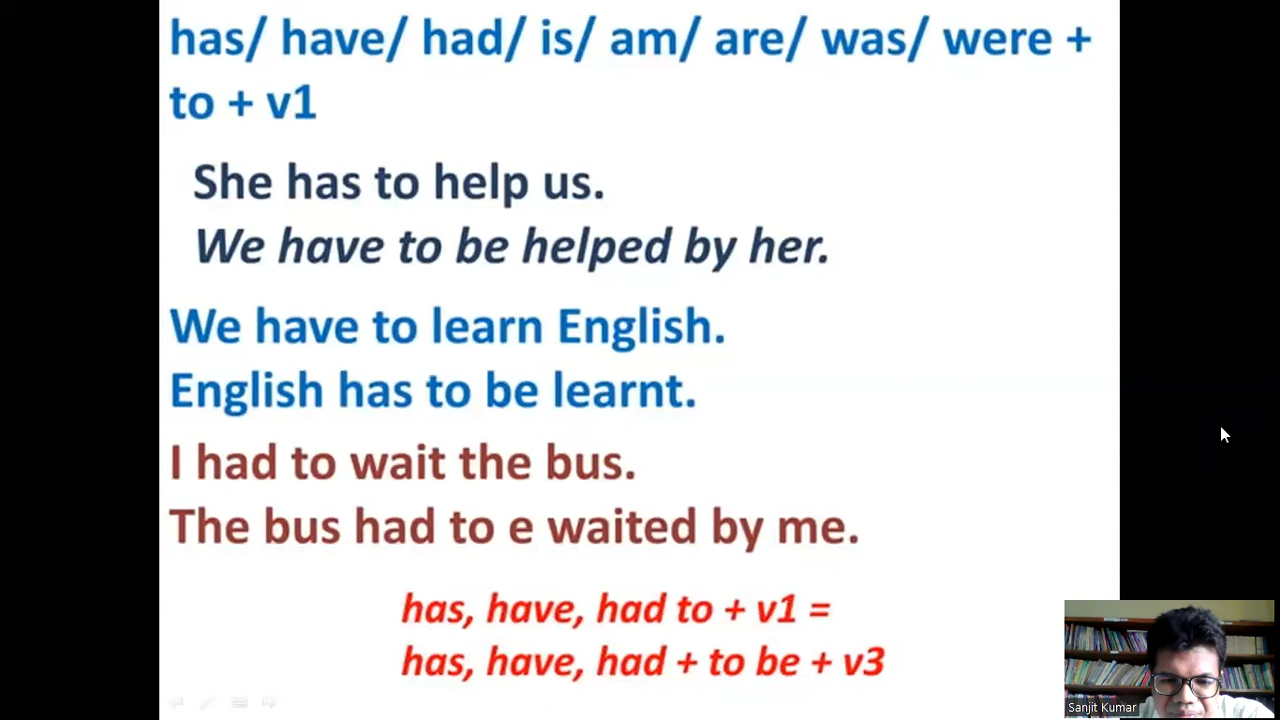 has/ have/ had/ is/ am/ are/ was/ were +
to + v1
She has to help us.
We have to be helped by her.
We have to learn English.
English has to be learnt.
I had to wait the bus.
The bus had to e waited by me.
has, have, had to + v1 =
has, have, had + to be + v3
Sanjit Kumar